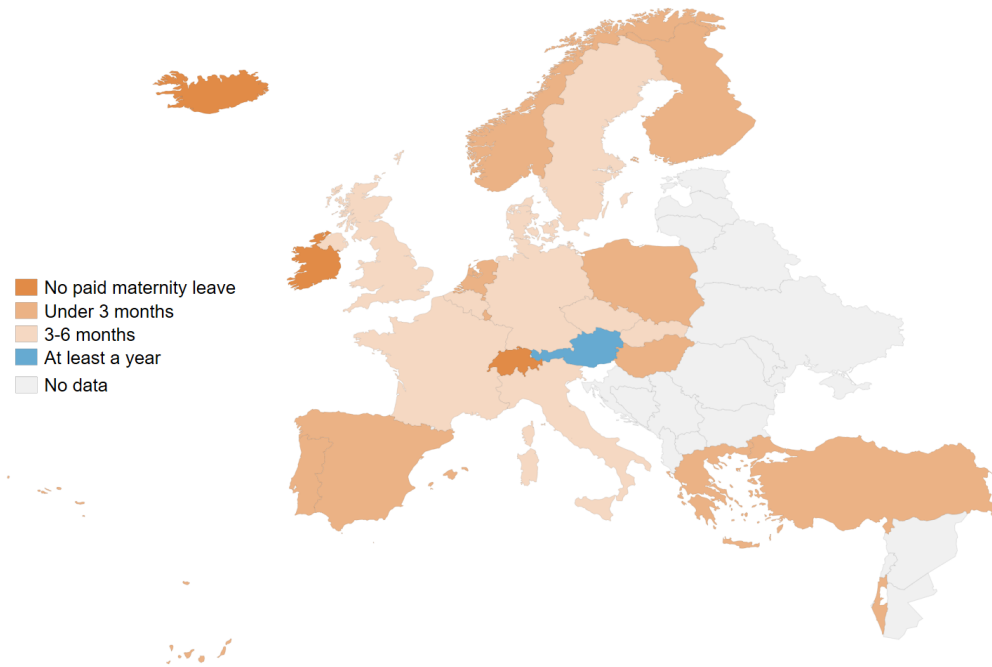 No paid maternity leave
Under 3 months
3-6 months
At least a year
No data